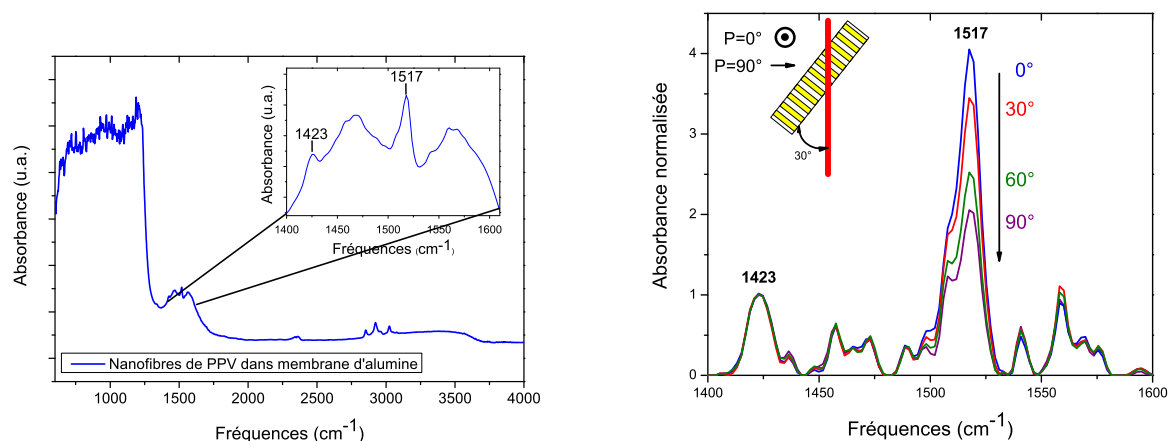 Absorbance (u.a.)
Absorbance (u.a.)
1423
1517
1400 1450 1500 1550 1600
Fréquences (cm-1)
Nanofibres de PPV dans membrane d'alumine
1000 1500 2000 2500 3000 3500 4000
Fréquences (cm-1)
Absorbance normalisée
4
3
2
1
0
P=0°
P=90°
30°
1517
0°
30°
60°
90°
1423
1400 1450 1500 1550 1600
Fréquences (cm-1)